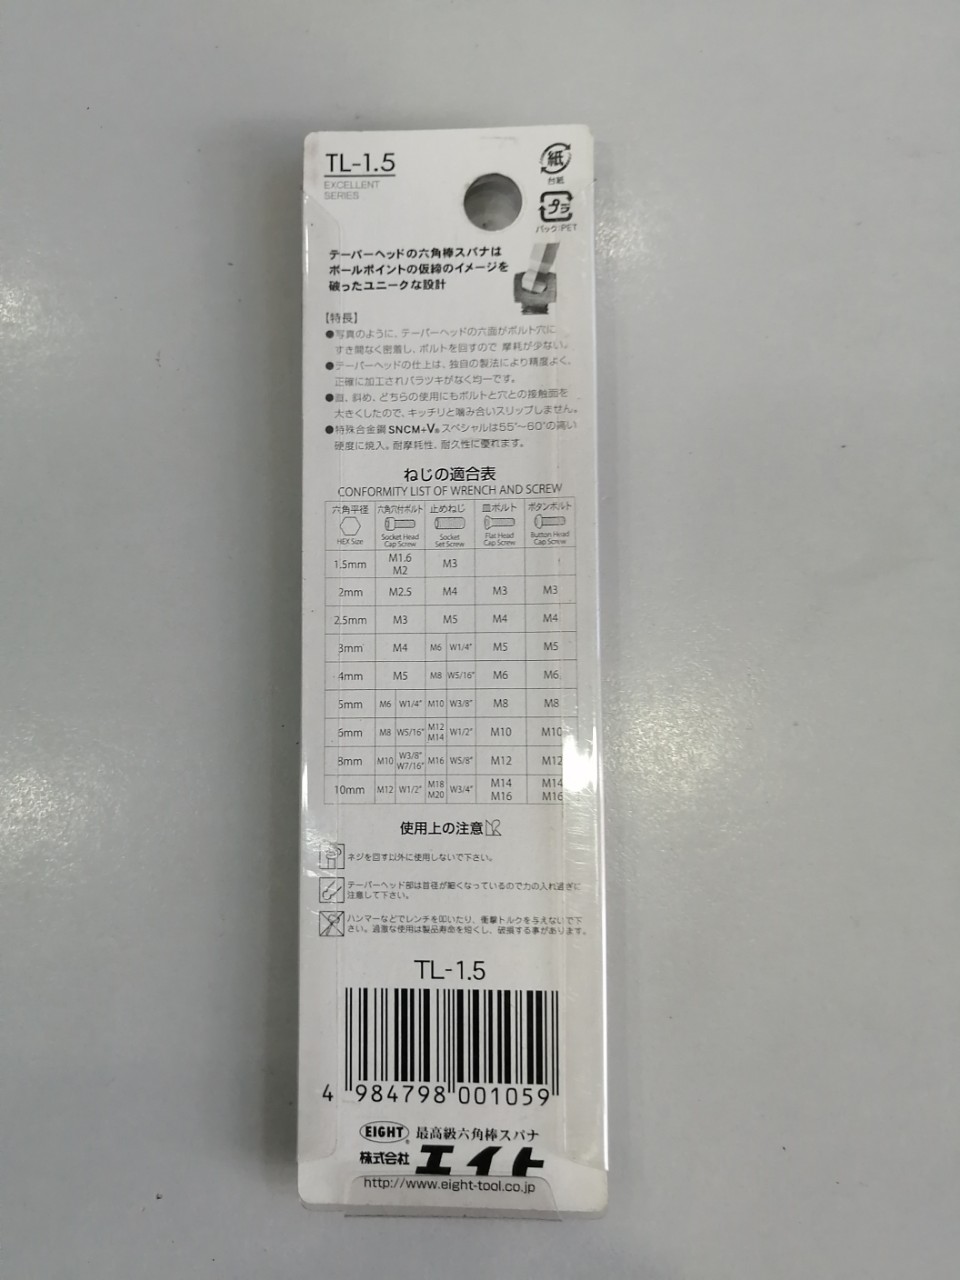 TL-1.5
EXCELLENT
SERIES
紙
台紙
プラ
パック:PET
テーパーヘッドの六角棒スパナは
ボールポイントの仮締のイメージを
破ったユニークな設計
【特長】
●写真のように、テーパーヘッドの六面がボルト穴に
すき間なく密着し、ボルトを回すので 摩耗が少ない。
●テーパーヘッドの仕上は、独自の製法により精度よく、
正確に加工されバラツキがなく均一です。
●直、斜め、どちらの使用にもボルトと穴との接触面を
大きくしたので、キッチリと噛み合いスリップしません。
●特殊合金鋼SNCM+V®スペシャルは55°〜60°の高い
硬度に焼入。耐摩耗性、耐久性に優れます。
ねじの適合表
CONFORMITY LIST OF WRENCH AND SCREW
六角平径 六角穴付ボルト 止めねじ 皿ボルト ボタンボルト
HEX Size Socket Head Cap Screw Socket Set Screw Flat Head Cap Screw Button Head Cap Screw
1.5mm M1.6 M2 M3
2mm M2.5 M4 M3 M3
2.5mm M3 M5 M4 M4
3mm M4 M6 W1/4" M5 M5
4mm M5 M8 W5/16" M6 M6
5mm M6 W1/4" M10 W3/8" M8 M8
6mm M8 W5/16" M12 M14 W1/2" M10 M10
8mm M10 W3/8" W7/16" M16 W5/8" M12 M12
10mm M12 W1/2" M18 M20 W3/4" M14 M16 M14 M16
使用上の注意
ネジを回す以外に使用しないで下さい。
テーパーヘッド部は首径が細くなっているので力の入れ過ぎに
注意して下さい。
ハンマーなどでレンチを叩いたり、衝撃トルクを与えないで下
さい。過激な使用は製品寿命を短くし、破損する事があります。
TL-1.5
4 984798 001059
EIGHT® 最高級六角棒スパナ
株式会社 エイト
http://www.eight-tool.co.jp